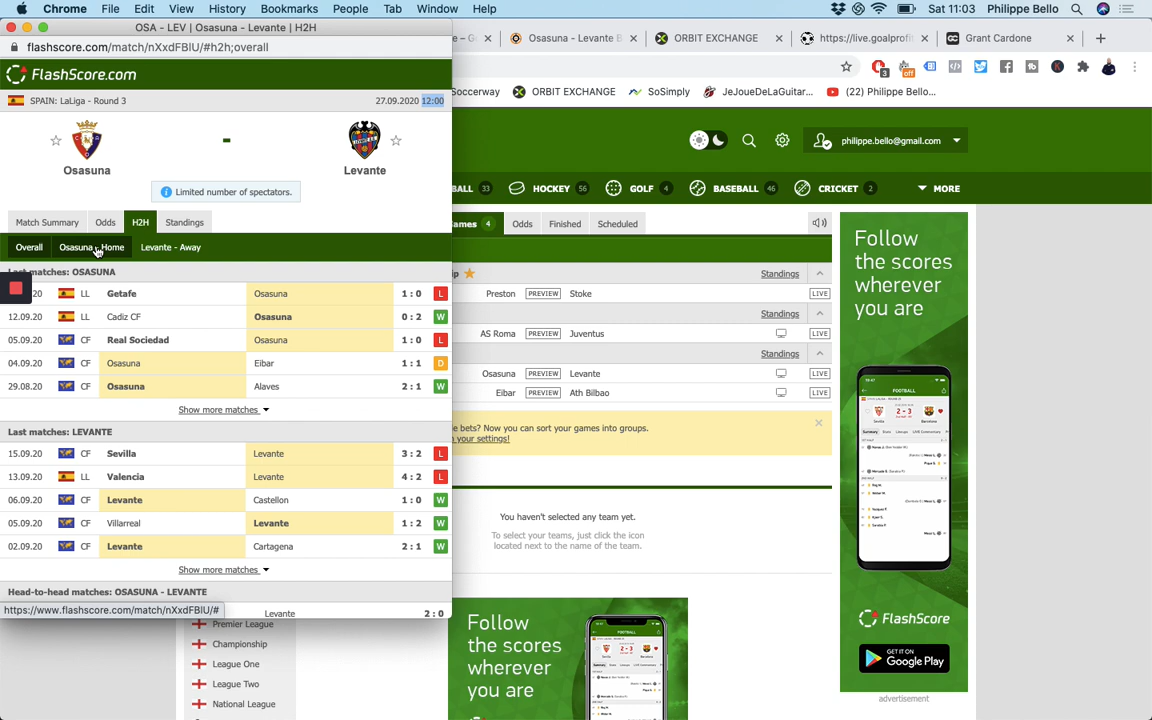 Chrome File Edit View History Bookmarks People Tab Window Help Sat 11:03 Philippe Bello
OSA - LEV | Osasuna - Levante | H2H
flashscore.com/match/nXxdFBlU/#h2h;overall
Osasuna - Levante B
ORBIT EXCHANGE
https://live.goalprofit
Grant Cardone
FlashScore.com
3 off
Soccerway ORBIT EXCHANGE SoSimply JeJoueDeLaGuitar... (22) Philippe Bello...
SPAIN: LaLiga - Round 3 27.09.2020 12:00
philippe.bello@gmail.com
Osasuna - Levante
Limited number of spectators.
BALL 33 HOCKEY 56 GOLF 4 BASEBALL 46 CRICKET 2 MORE
Match Summary Odds H2H Standings
ames 4 Odds Finished Scheduled
Overall Osasuna - Home Levante - Away
Last matches: OSASUNA
20 LL Getafe Osasuna 1 : 0 L
12.09.20 LL Cadiz CF Osasuna 0 : 2 W
05.09.20 CF Real Sociedad Osasuna 1 : 0 L
04.09.20 CF Osasuna Eibar 1 : 1 D
29.08.20 CF Osasuna Alaves 2 : 1 W
Show more matches
Last matches: LEVANTE
15.09.20 CF Sevilla Levante 3 : 2 L
13.09.20 LL Valencia Levante 4 : 2 L
06.09.20 CF Levante Castellon 1 : 0 W
05.09.20 CF Villarreal Levante 1 : 2 W
02.09.20 CF Levante Cartagena 2 : 1 W
Show more matches
Head-to-head matches: OSASUNA - LEVANTE
Levante 2 : 0
https://www.flashscore.com/match/nXxdFBlU/#
Premier League
Championship
League One
League Two
National League
ip Standings
Preston PREVIEW Stoke LIVE
Standings
AS Roma PREVIEW Juventus LIVE
Standings
Osasuna PREVIEW Levante LIVE
Eibar PREVIEW Ath Bilbao LIVE
le bets? Now you can sort your games into groups.
your settings!
You haven't selected any team yet.
To select your teams, just click the icon
located next to the name of the team.
Follow
the scores
wherever
you are
Follow
the scores
wherever
you are
FlashScore
GET IT ON
Google Play
advertisement